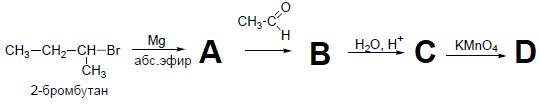 CH₃-C
O
H
CH₃-CH₂-CH-Br
CH₃
2-бромбутан
Mg
абс.эфир
A
B
H₂O, H⁺
C
KMnO₄
D